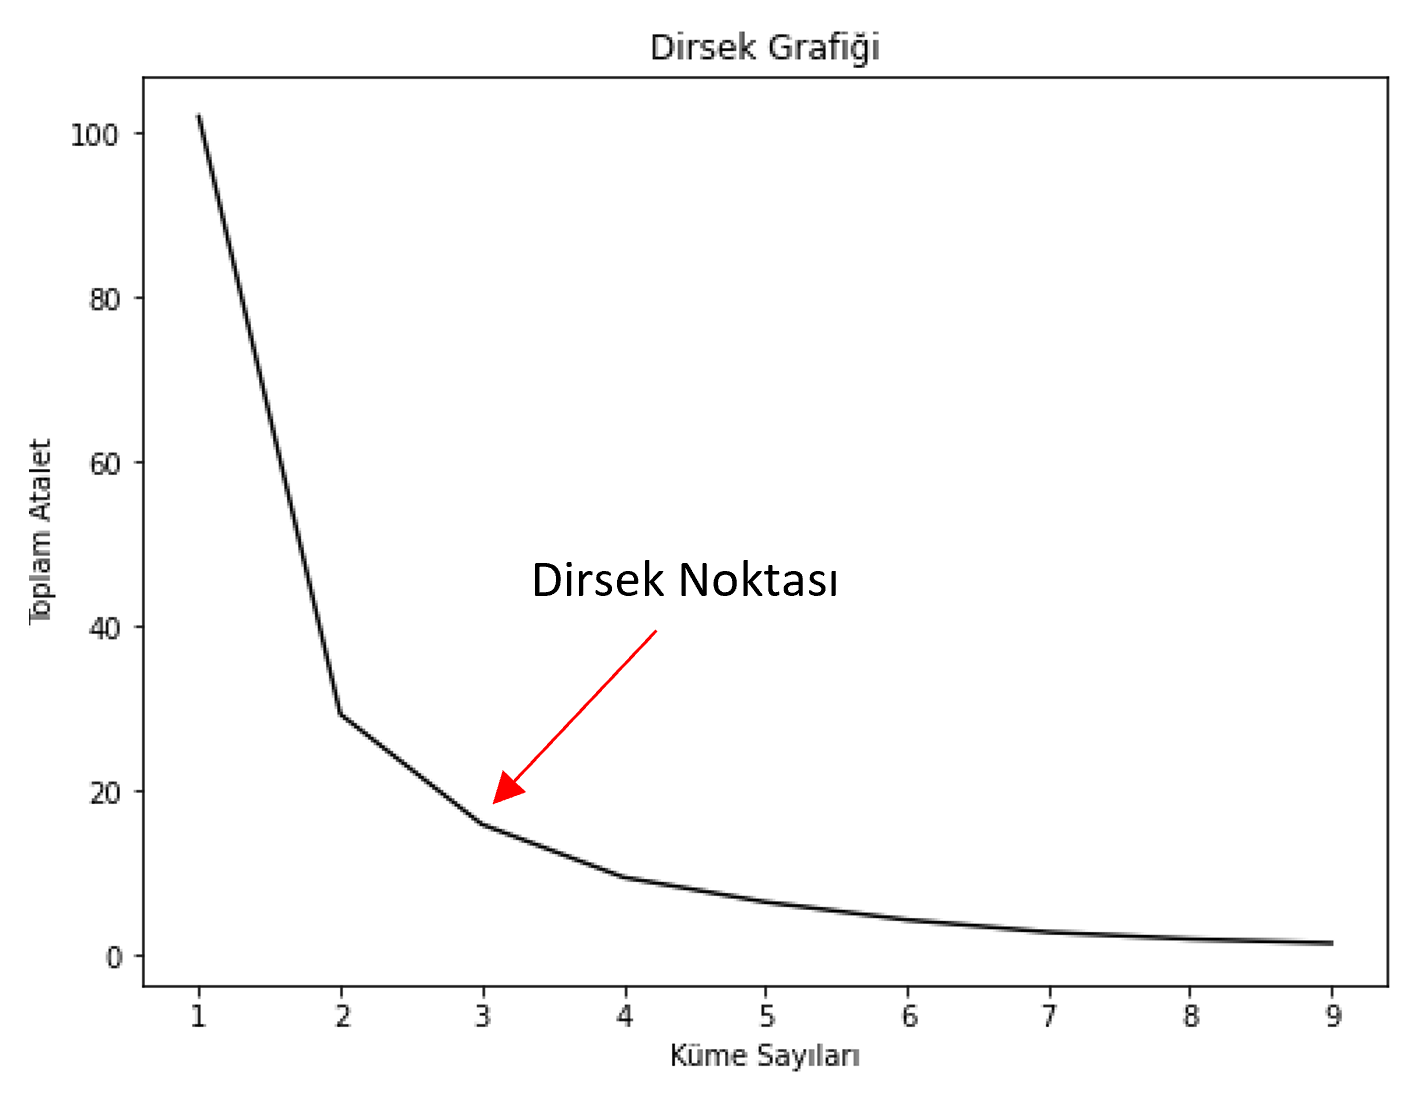 Dirsek Grafiği
100
80
60
40
20
0
Toplam Atalet
Dirsek Noktası
1 2 3 4 5 6 7 8 9
Küme Sayıları